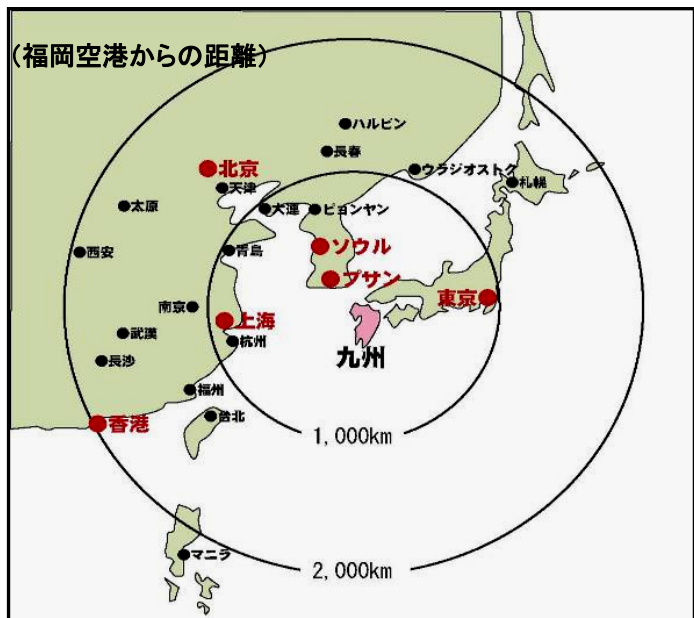 (福岡空港からの距離)
ハルビン
長春
北京
ウラジオストク
天津
札幌
太原
大連
ピョンヤン
ソウル
西安
青島
プサン
南京
東京
上海
武漢
杭州
九州
長沙
福州
台北
香港
1,000km
マニラ
2,000km